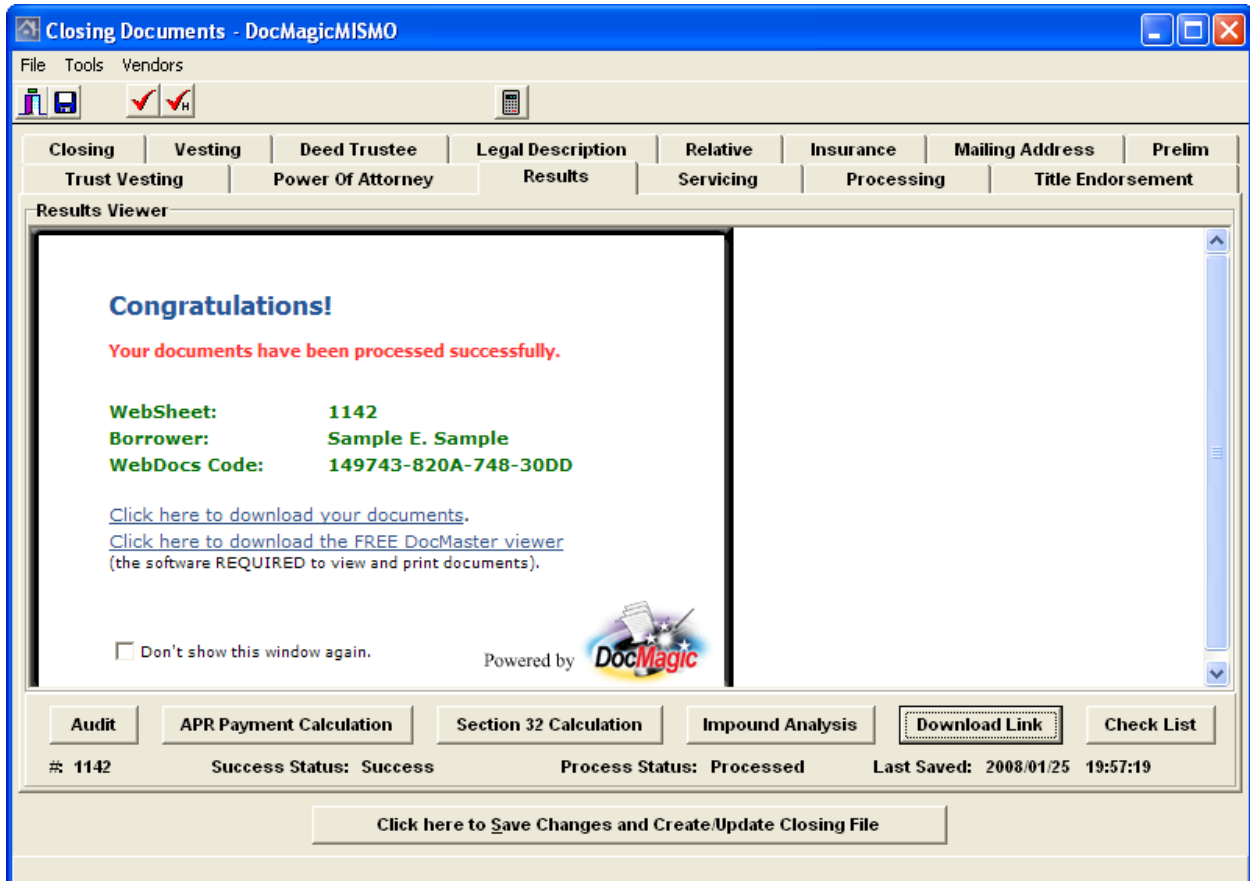 Closing Documents - DocMagicMISMO
File Tools Vendors
H
Closing Vesting Deed Trustee Legal Description Relative Insurance Mailing Address Prelim
Trust Vesting Power Of Attorney Results Servicing Processing Title Endorsement
Results Viewer
Congratulations!
Your documents have been processed successfully.
WebSheet: 1142
Borrower: Sample E. Sample
WebDocs Code: 149743-820A-748-30DD
Click here to download your documents.
Click here to download the FREE DocMaster viewer
(the software REQUIRED to view and print documents).
Don't show this window again.
Powered by DocMagic
Audit APR Payment Calculation Section 32 Calculation Impound Analysis Download Link Check List
#: 1142 Success Status: Success Process Status: Processed Last Saved: 2008/01/25 19:57:19
Click here to Save Changes and Create/Update Closing File